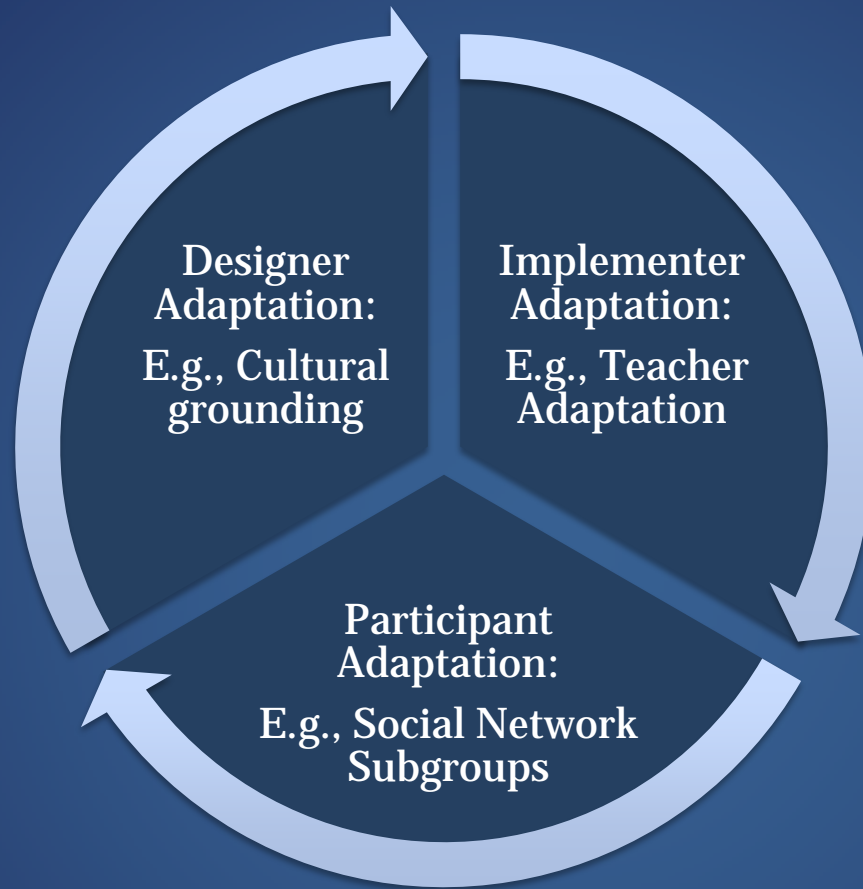 Designer
Adaptation:
E.g., Cultural
grounding
Implementer
Adaptation:
E.g., Teacher
Adaptation
Participant
Adaptation:
E.g., Social Network
Subgroups